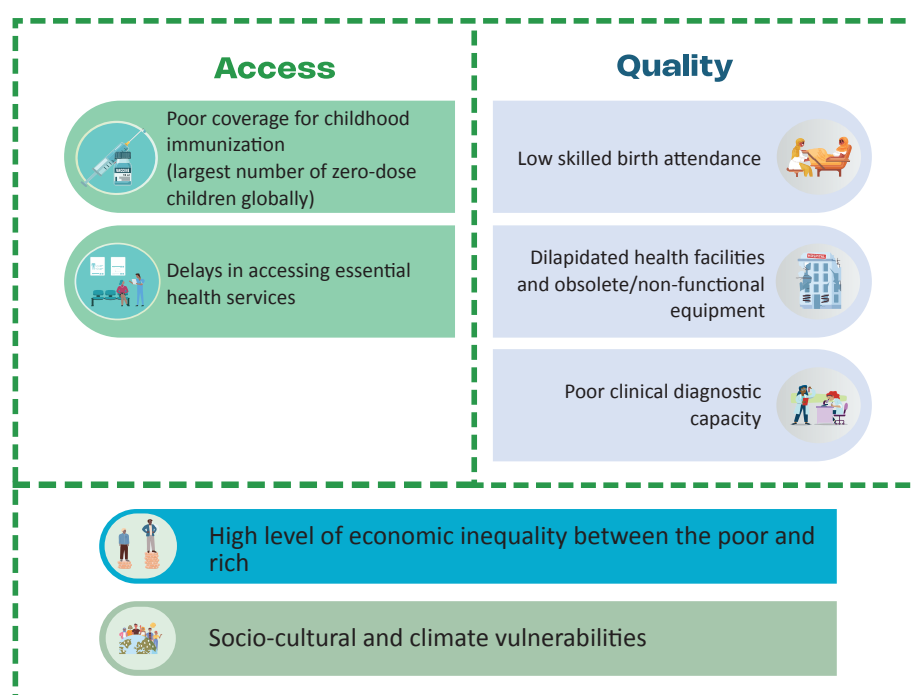 Access
Poor coverage for childhood
immunization
(largest number of zero-dose
children globally)
Delays in accessing essential
health services
Quality
Low skilled birth attendance
Dilapidated health facilities
and obsolete/non-functional
equipment
Poor clinical diagnostic
capacity
High level of economic inequality between the poor and
rich
Socio-cultural and climate vulnerabilities